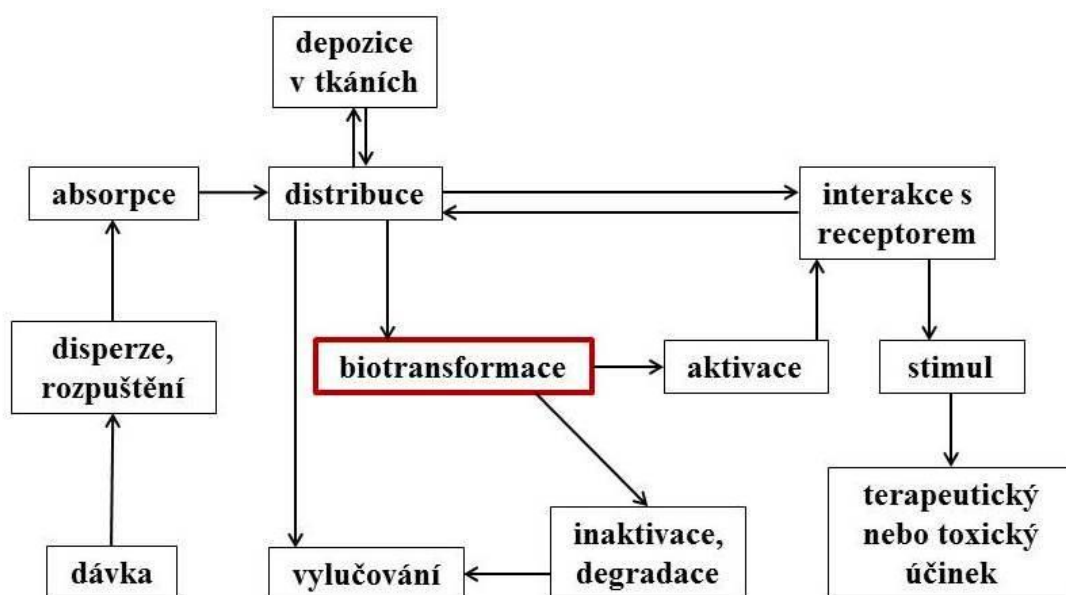 depozice
v tkáních
absorpce
distribuce
interakce s
receptorem
disperze,
rozpuštění
biotransformace
aktivace
stimul
dávka
vylučování
inaktivace,
degradace
terapeutický
nebo toxický
účinek